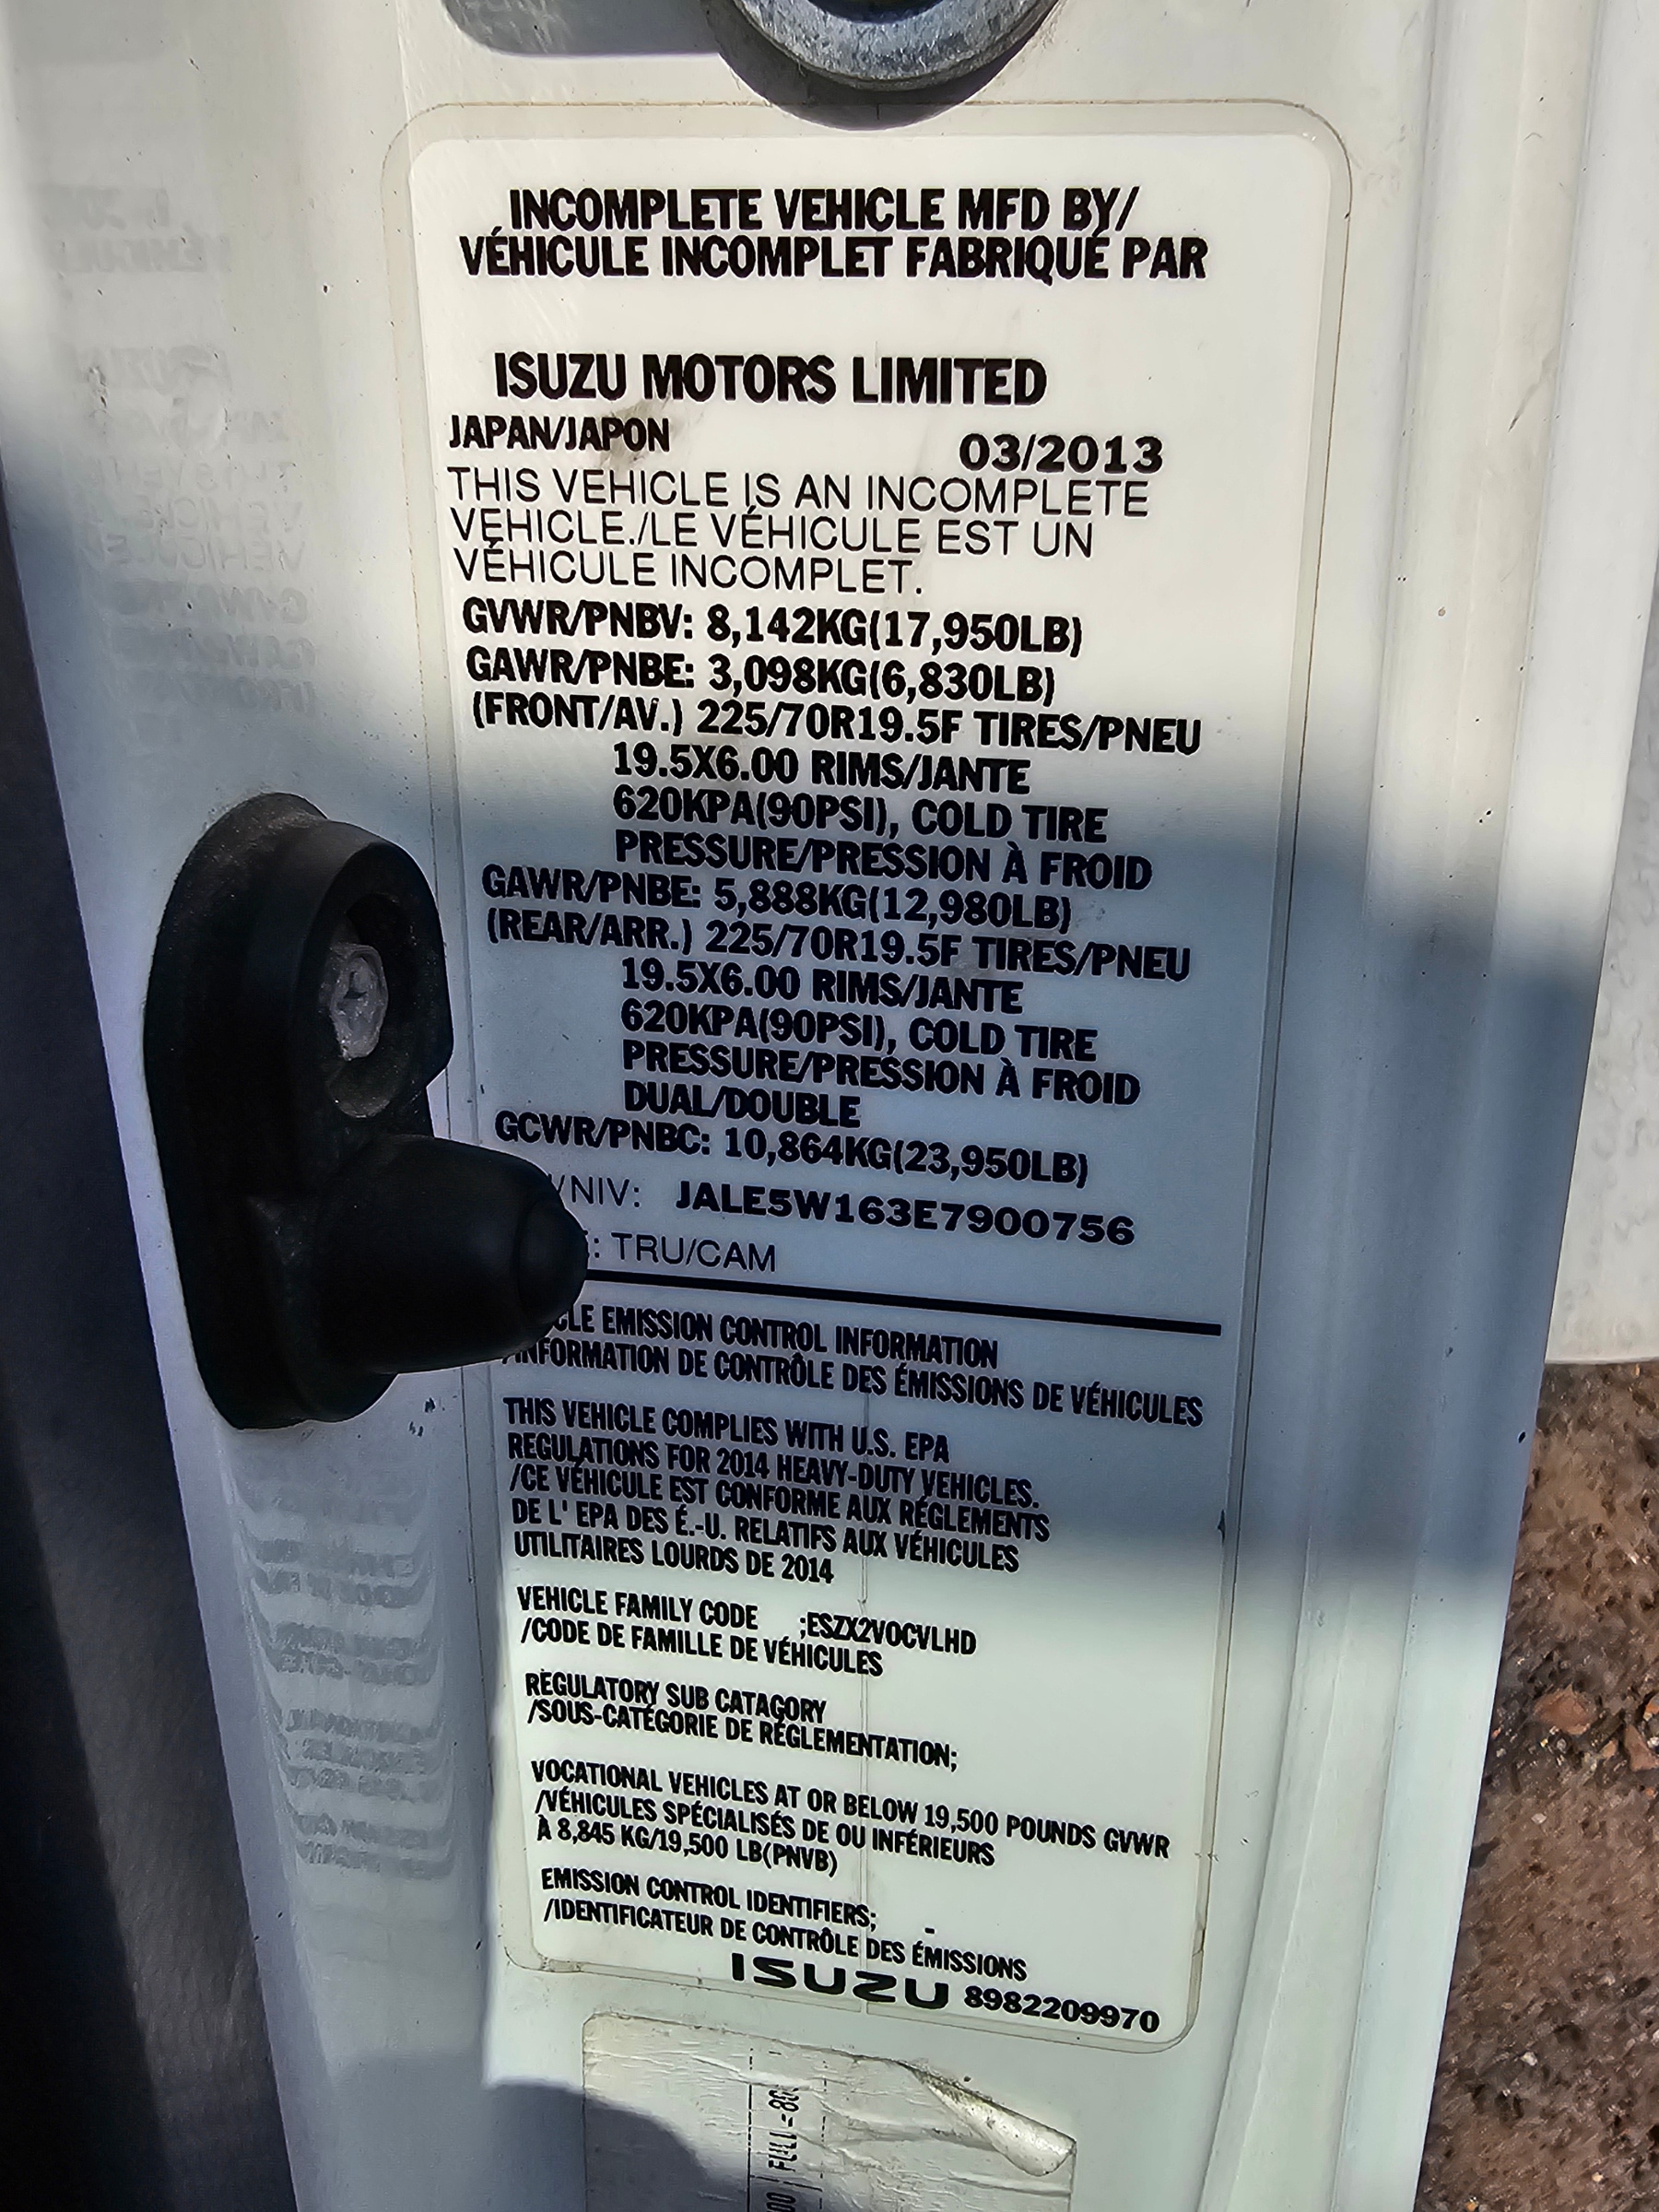 INCOMPLETE VEHICLE MFD BY/
VÉHICULE INCOMPLET FABRIQUÉ PAR
ISUZU MOTORS LIMITED
JAPAN/JAPON 03/2013
THIS VEHICLE IS AN INCOMPLETE
VEHICLE./LE VÉHICULE EST UN
VÉHICULE INCOMPLET.
GVWR/PNBV: 8,142KG(17,950LB)
GAWR/PNBE: 3,098KG(6,830LB)
(FRONT/AV.) 225/70R19.5F TIRES/PNEU
19.5X6.00 RIMS/JANTE
620KPA(90PSI), COLD TIRE
PRESSURE/PRESSION À FROID
GAWR/PNBE: 5,888KG(12,980LB)
(REAR/ARR.) 225/70R19.5F TIRES/PNEU
19.5X6.00 RIMS/JANTE
620KPA(90PSI), COLD TIRE
PRESSURE/PRESSION À FROID
DUAL/DOUBLE
GCWR/PNBC: 10,864KG(23,950LB)
/NIV: JALE5W163E7900756
: TRU/CAM
CLE EMISSION CONTROL INFORMATION
/INFORMATION DE CONTRÔLE DES ÉMISSIONS DE VÉHICULES
THIS VEHICLE COMPLIES WITH U.S. EPA
REGULATIONS FOR 2014 HEAVY-DUTY VEHICLES.
/CE VÉHICULE EST CONFORME AUX RÉGLEMENTS
DE L' EPA DES É.-U. RELATIFS AUX VÉHICULES
UTILITAIRES LOURDS DE 2014
VEHICLE FAMILY CODE ;ESZX2VOCVLHD
/CODE DE FAMILLE DE VÉHICULES
REGULATORY SUB CATAGORY
/SOUS-CATÉGORIE DE RÉGLEMENTATION;
VOCATIONAL VEHICLES AT OR BELOW 19,500 POUNDS GVWR
/VÉHICULES SPÉCIALISÉS DE OU INFÉRIEURS
À 8,845 KG/19,500 LB(PNVB)
EMISSION CONTROL IDENTIFIERS; -
/IDENTIFICATEUR DE CONTRÔLE DES ÉMISSIONS
ISUZU 8982209970
FULL-80